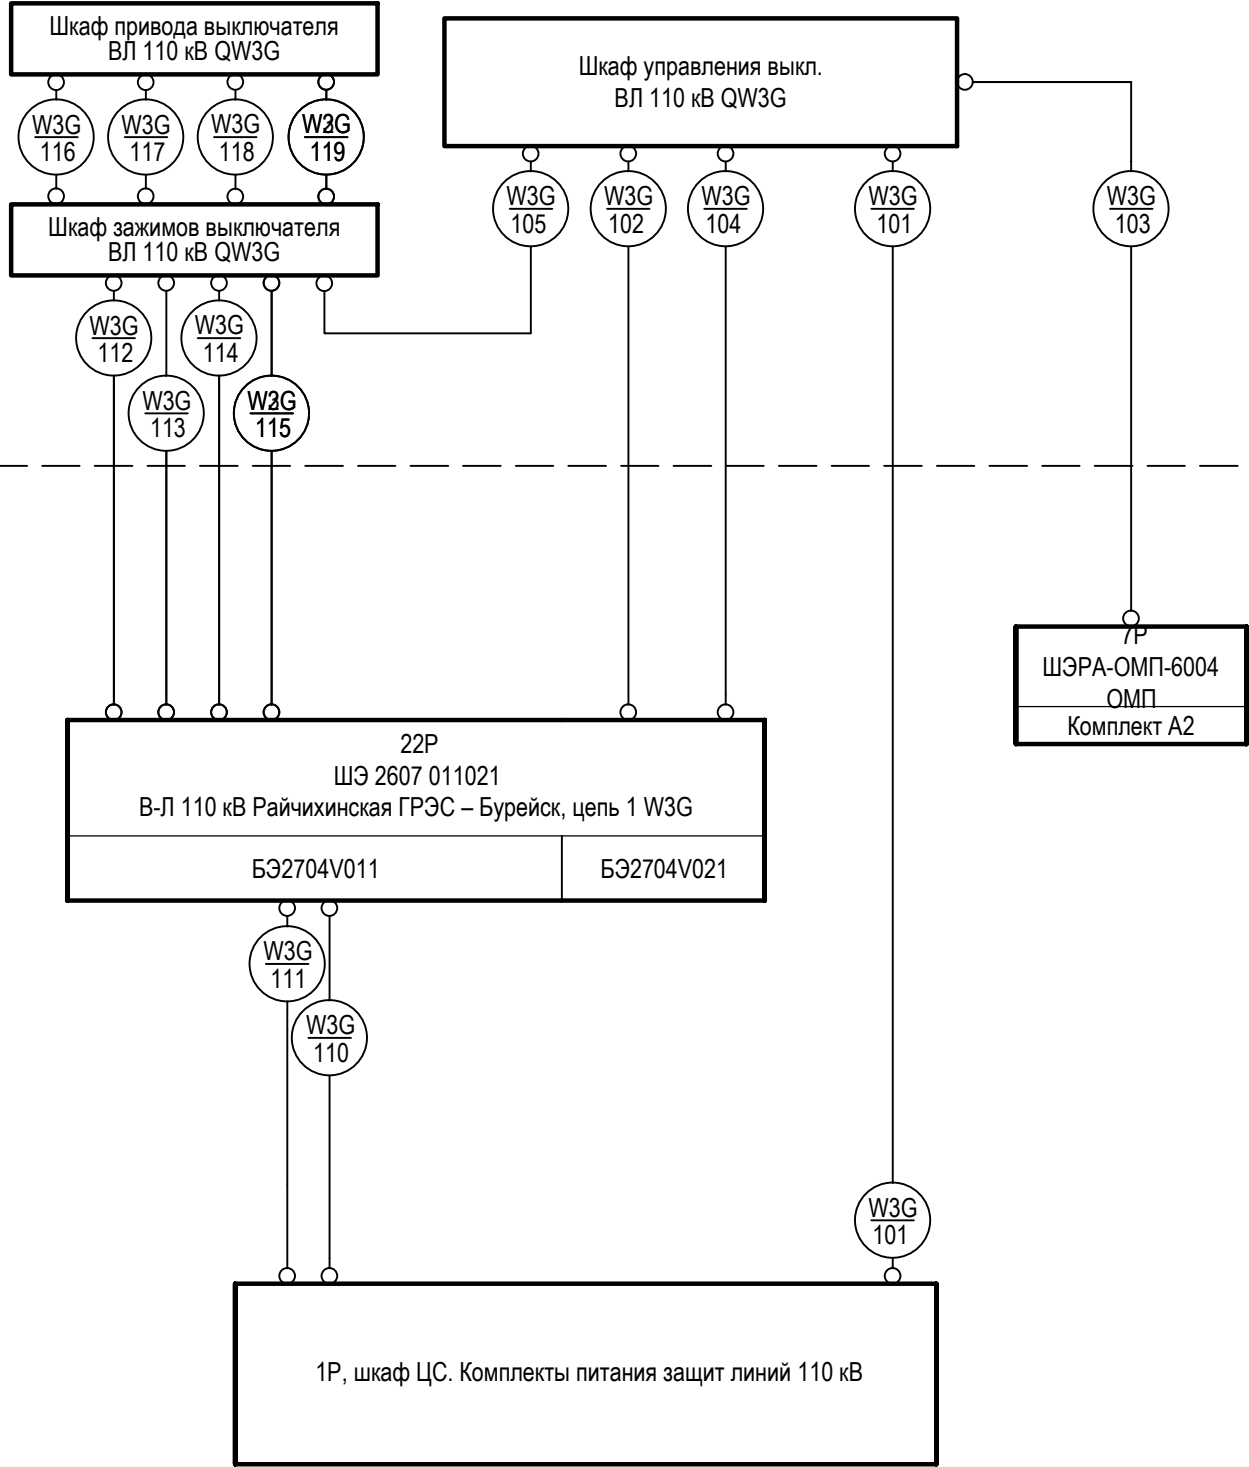 Шкаф привода выключателя
ВЛ 110 кВ QW3G
Шкаф управления выкл.
ВЛ 110 кВ QW3G
W3G
116
W3G
117
W3G
118
W3G
119
Шкаф зажимов выключателя
ВЛ 110 кВ QW3G
W3G
105
W3G
102
W3G
104
W3G
101
W3G
103
W3G
112
W3G
114
W3G
113
W3G
115
7Р
ШЭРА-ОМП-6004
ОМП
Комплект А2
22Р
ШЭ 2607 011021
В-Л 110 кВ Райчихинская ГРЭС – Бурейск, цепь 1 W3G
БЭ2704V011
БЭ2704V021
W3G
111
W3G
110
W3G
101
1Р, шкаф ЦС. Комплекты питания защит линий 110 кВ